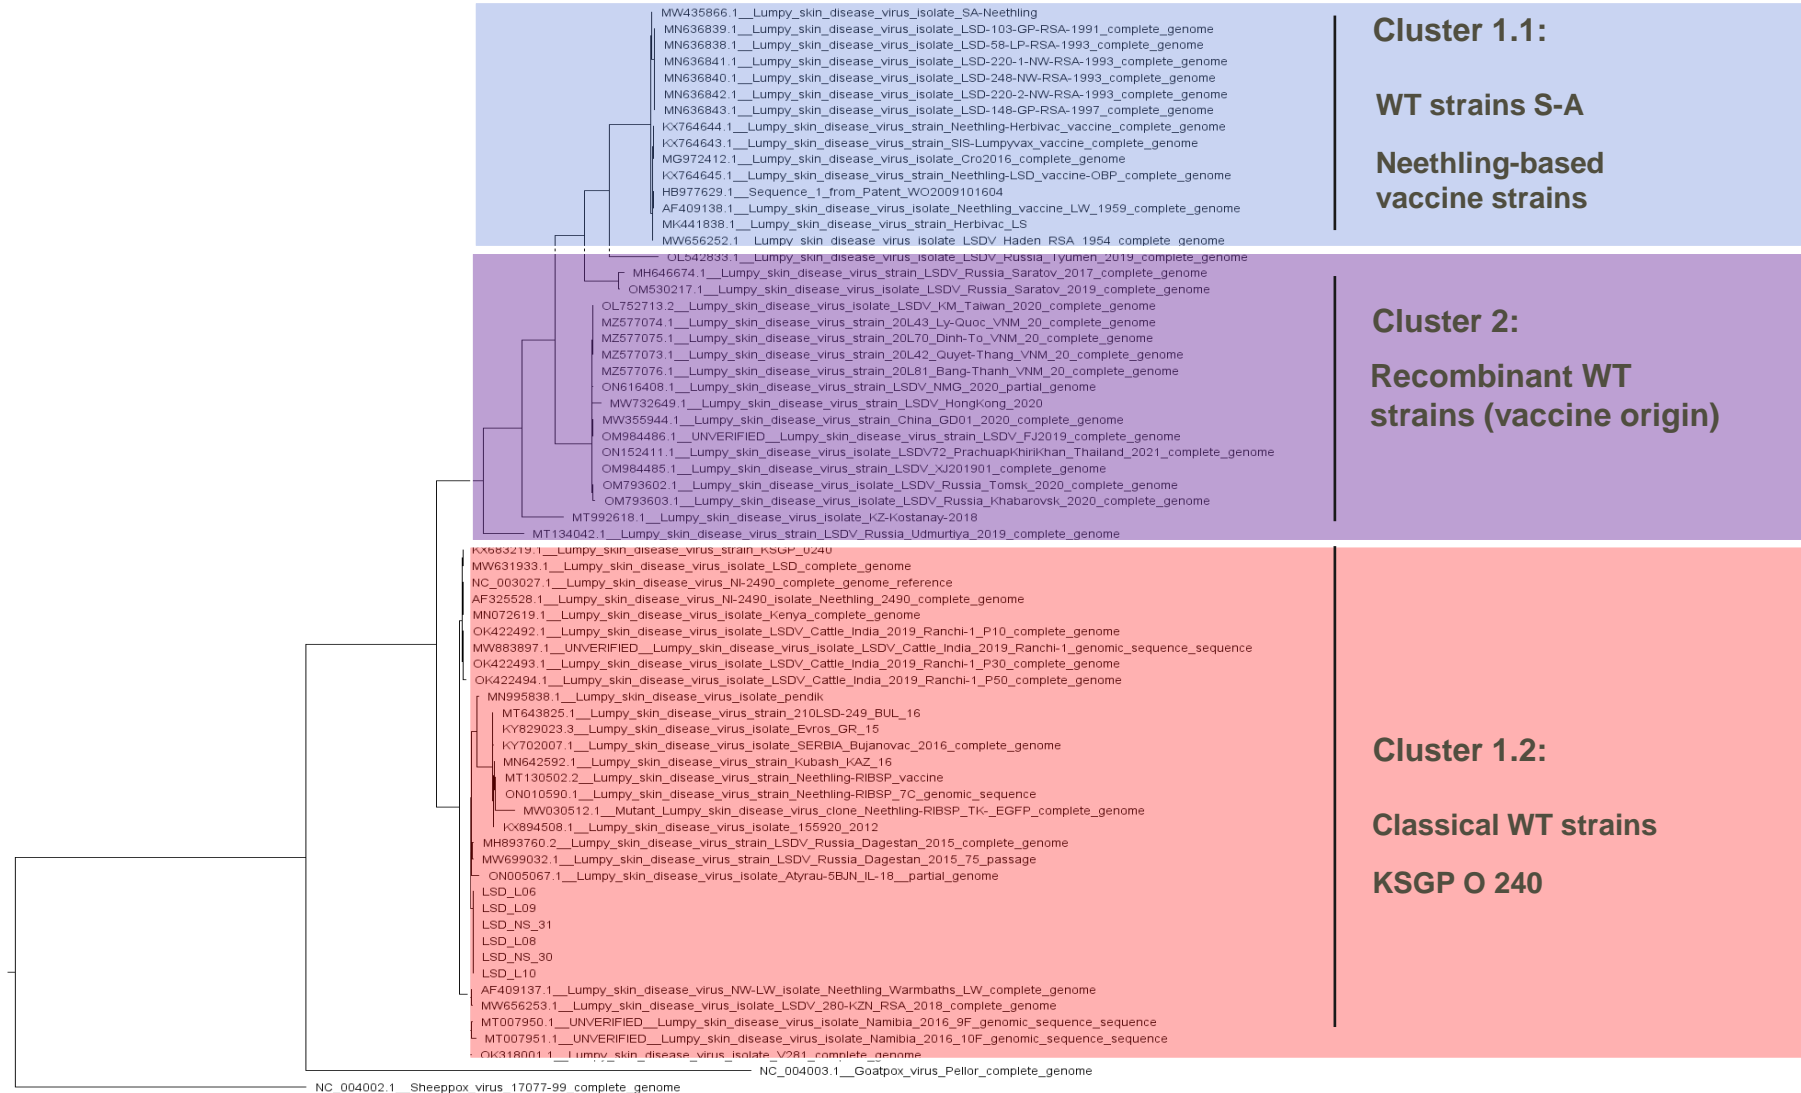 MW435866.1__Lumpy_skin_disease_virus_isolate_SA-Neethling
MN636839.1__Lumpy_skin_disease_virus_isolate_LSD-103-GP-RSA-1991_complete_genome
MN636838.1__Lumpy_skin_disease_virus_isolate_LSD-58-LP-RSA-1993_complete_genome
MN636841.1__Lumpy_skin_disease_virus_isolate_LSD-220-1-NW-RSA-1993_complete_genome
MN636840.1__Lumpy_skin_disease_virus_isolate_LSD-248-NW-RSA-1993_complete_genome
MN636842.1__Lumpy_skin_disease_virus_isolate_LSD-220-2-NW-RSA-1993_complete_genome
MN636843.1__Lumpy_skin_disease_virus_isolate_LSD-148-GP-RSA-1997_complete_genome
KX764644.1__Lumpy_skin_disease_virus_strain_Neethling-Herbivac_vaccine_complete_genome
KX764643.1__Lumpy_skin_disease_virus_strain_SIS-Lumpyvax_vaccine_complete_genome
MG972412.1__Lumpy_skin_disease_virus_isolate_Cro2016_complete_genome
KX764645.1__Lumpy_skin_disease_virus_strain_Neethling-LSD_vaccine-OBP_complete_genome
HB977629.1__Sequence_1_from_Patent_WO2009101604
AF409138.1__Lumpy_skin_disease_virus_isolate_Neethling_vaccine_LW_1959_complete_genome
MK441838.1__Lumpy_skin_disease_virus_strain_Herbivac_LS
MW656252.1__Lumpy_skin_disease_virus_isolate_LSDV_Haden_RSA_1954_complete_genome
Cluster 1.1:
WT strains S-A
Neethling-based
vaccine strains
OL542833.1__Lumpy_skin_disease_virus_isolate_LSDV_Russia_Tyumen_2019_complete_genome
MH646674.1__Lumpy_skin_disease_virus_strain_LSDV_Russia_Saratov_2017_complete_genome
OM530217.1__Lumpy_skin_disease_virus_isolate_LSDV_Russia_Saratov_2019_complete_genome
OL752713.2__Lumpy_skin_disease_virus_isolate_LSDV_KM_Taiwan_2020_complete_genome
MZ577074.1__Lumpy_skin_disease_virus_strain_20L43_Ly-Quoc_VNM_20_complete_genome
MZ577075.1__Lumpy_skin_disease_virus_strain_20L70_Dinh-To_VNM_20_complete_genome
MZ577073.1__Lumpy_skin_disease_virus_strain_20L42_Quyet-Thang_VNM_20_complete_genome
MZ577076.1__Lumpy_skin_disease_virus_strain_20L81_Bang-Thanh_VNM_20_complete_genome
ON616408.1__Lumpy_skin_disease_virus_strain_LSDV_NMG_2020_partial_genome
MW732649.1__Lumpy_skin_disease_virus_strain_LSDV_HongKong_2020
MW355944.1__Lumpy_skin_disease_virus_strain_China_GD01_2020_complete_genome
OM984486.1__UNVERIFIED__Lumpy_skin_disease_virus_strain_LSDV_FJ2019_complete_genome
ON152411.1__Lumpy_skin_disease_virus_isolate_LSDV72_PrachuapKhiriKhan_Thailand_2021_complete_genome
OM984485.1__Lumpy_skin_disease_virus_strain_LSDV_XJ201901_complete_genome
OM793602.1__Lumpy_skin_disease_virus_isolate_LSDV_Russia_Tomsk_2020_complete_genome
OM793603.1__Lumpy_skin_disease_virus_isolate_LSDV_Russia_Khabarovsk_2020_complete_genome
MT992618.1__Lumpy_skin_disease_virus_isolate_KZ-Kostanay-2018
MT134042.1__Lumpy_skin_disease_virus_strain_LSDV_Russia_Udmurtiya_2019_complete_genome
Cluster 2:
Recombinant WT
strains (vaccine origin)
KX683219.1__Lumpy_skin_disease_virus_strain_KSGP_0240
MW631933.1__Lumpy_skin_disease_virus_isolate_LSD_complete_genome
NC_003027.1__Lumpy_skin_disease_virus_NI-2490_complete_genome_reference
AF325528.1__Lumpy_skin_disease_virus_NI-2490_isolate_Neethling_2490_complete_genome
MN072619.1__Lumpy_skin_disease_virus_isolate_Kenya_complete_genome
OK422492.1__Lumpy_skin_disease_virus_isolate_LSDV_Cattle_India_2019_Ranchi-1_P10_complete_genome
MW883897.1__UNVERIFIED__Lumpy_skin_disease_virus_isolate_LSDV_Cattle_India_2019_Ranchi-1_genomic_sequence_sequence
OK422493.1__Lumpy_skin_disease_virus_isolate_LSDV_Cattle_India_2019_Ranchi-1_P30_complete_genome
OK422494.1__Lumpy_skin_disease_virus_isolate_LSDV_Cattle_India_2019_Ranchi-1_P50_complete_genome
MN995838.1__Lumpy_skin_disease_virus_isolate_pendik
MT643825.1__Lumpy_skin_disease_virus_strain_210LSD-249_BUL_16
KY829023.3__Lumpy_skin_disease_virus_isolate_Evros_GR_15
KY702007.1__Lumpy_skin_disease_virus_isolate_SERBIA_Bujanovac_2016_complete_genome
MN642592.1__Lumpy_skin_disease_virus_strain_Kubash_KAZ_16
MT130502.2__Lumpy_skin_disease_virus_strain_Neethling-RIBSP_vaccine
ON010590.1__Lumpy_skin_disease_virus_strain_Neethling-RIBSP_7C_genomic_sequence
MW030512.1__Mutant_Lumpy_skin_disease_virus_clone_Neethling-RIBSP_TK-_EGFP_complete_genome
KX894508.1__Lumpy_skin_disease_virus_isolate_155920_2012
MH893760.2__Lumpy_skin_disease_virus_strain_LSDV_Russia_Dagestan_2015_complete_genome
MW699032.1__Lumpy_skin_disease_virus_strain_LSDV_Russia_Dagestan_2015_75_passage
ON005067.1__Lumpy_skin_disease_virus_isolate_Atyrau-5BJN_IL-18__partial_genome
LSD_L06
LSD_L09
LSD_NS_31
LSD_L08
LSD_NS_30
LSD_L10
AF409137.1__Lumpy_skin_disease_virus_NW-LW_isolate_Neethling_Warmbaths_LW_complete_genome
MW656253.1__Lumpy_skin_disease_virus_isolate_LSDV_280-KZN_RSA_2018_complete_genome
MT007950.1__UNVERIFIED__Lumpy_skin_disease_virus_isolate_Namibia_2016_9F_genomic_sequence_sequence
MT007951.1__UNVERIFIED__Lumpy_skin_disease_virus_isolate_Namibia_2016_10F_genomic_sequence_sequence
OK318001.1__Lumpy_skin_disease_virus_isolate_V281_complete_genome
Cluster 1.2:
Classical WT strains
KSGP O 240
NC_004003.1__Goatpox_virus_Pellor_complete_genome
NC_004002.1__Sheeppox_virus_17077-99_complete_genome